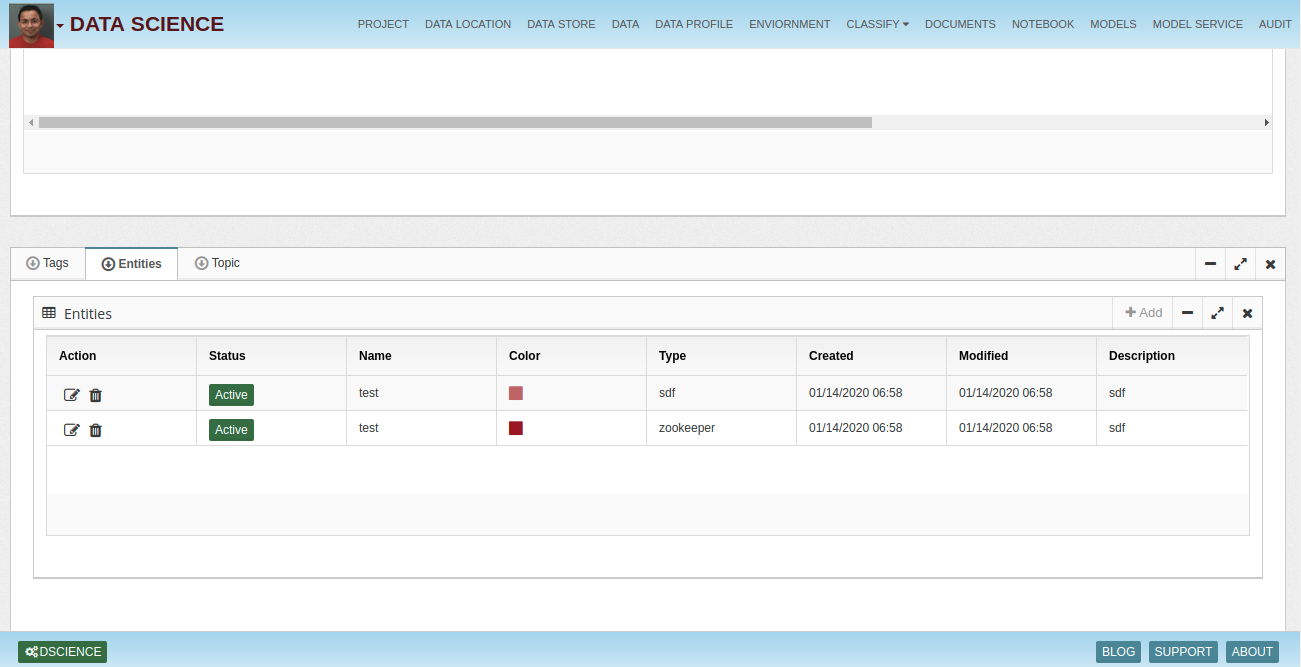 DATA SCIENCE PROJECT DATA LOCATION DATA STORE DATA DATA PROFILE ENVIORNMENT CLASSIFY DOCUMENTS NOTEBOOK MODELS MODEL SERVICE AUDIT
Tags Entities Topic
Entities Add
Action Status Name Color Type Created Modified Description
Active test sdf 01/14/2020 06:58 01/14/2020 06:58 sdf
Active test zookeeper 01/14/2020 06:58 01/14/2020 06:58 sdf
DSCIENCE BLOG SUPPORT ABOUT